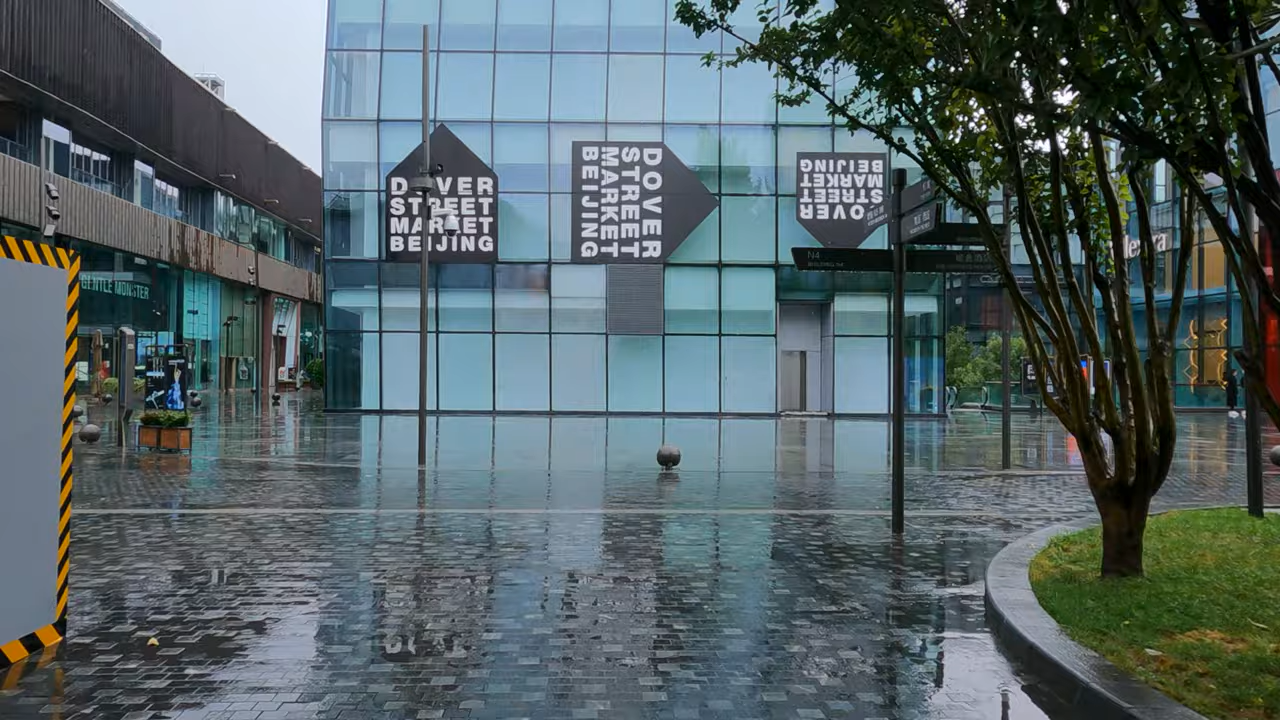 DOVER
STREET
MARKET
BEIJING
DOVER
STREET
MARKET
BEIJING
DOVER
STREET
MARKET
BEIJING
GENTLE MONSTER
N4